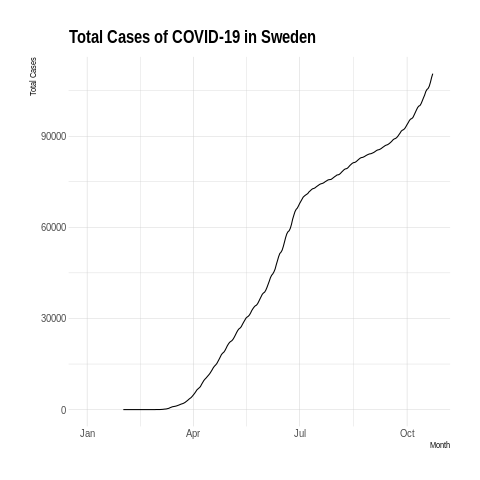 Total Cases of COVID-19 in Sweden
Total Cases
90000
60000
30000
0
Jan Apr Jul Oct
Month